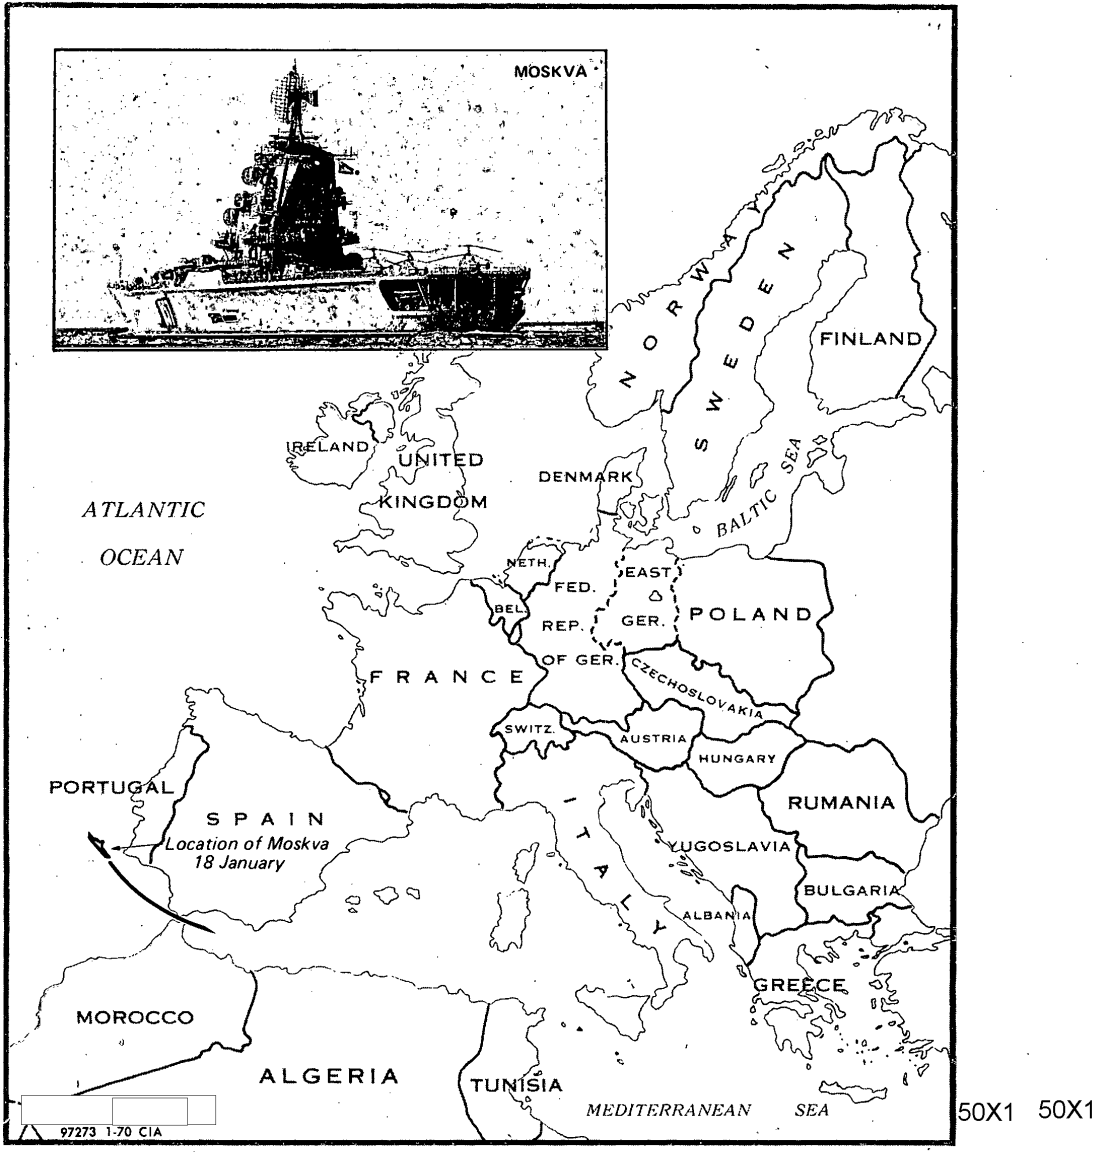 MOSKVA
NORWAY
SWEDEN
FINLAND
IRELAND
UNITED
KINGDOM
DENMARK
BALTIC SEA
ATLANTIC
OCEAN
NETH.
BEL.
FED.
REP.
OF GER.
EAST
GER.
POLAND
CZECHOSLOVAKIA
FRANCE
SWITZ.
AUSTRIA
HUNGARY
RUMANIA
PORTUGAL
SPAIN
Location of Moskva
18 January
ITALY
YUGOSLAVIA
BULGARIA
ALBANIA
GREECE
MOROCCO
ALGERIA
TUNISIA
MEDITERRANEAN SEA
97273 1-70 CIA
50X1 50X1